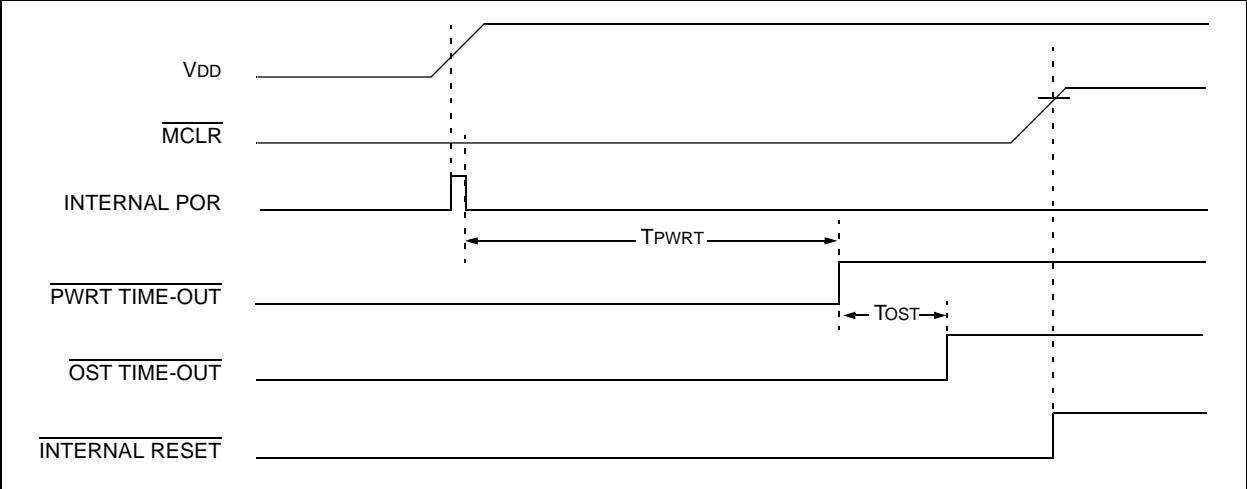 VDD
MCLR
INTERNAL POR
TPWRT
PWRT TIME-OUT
TOST
OST TIME-OUT
INTERNAL RESET